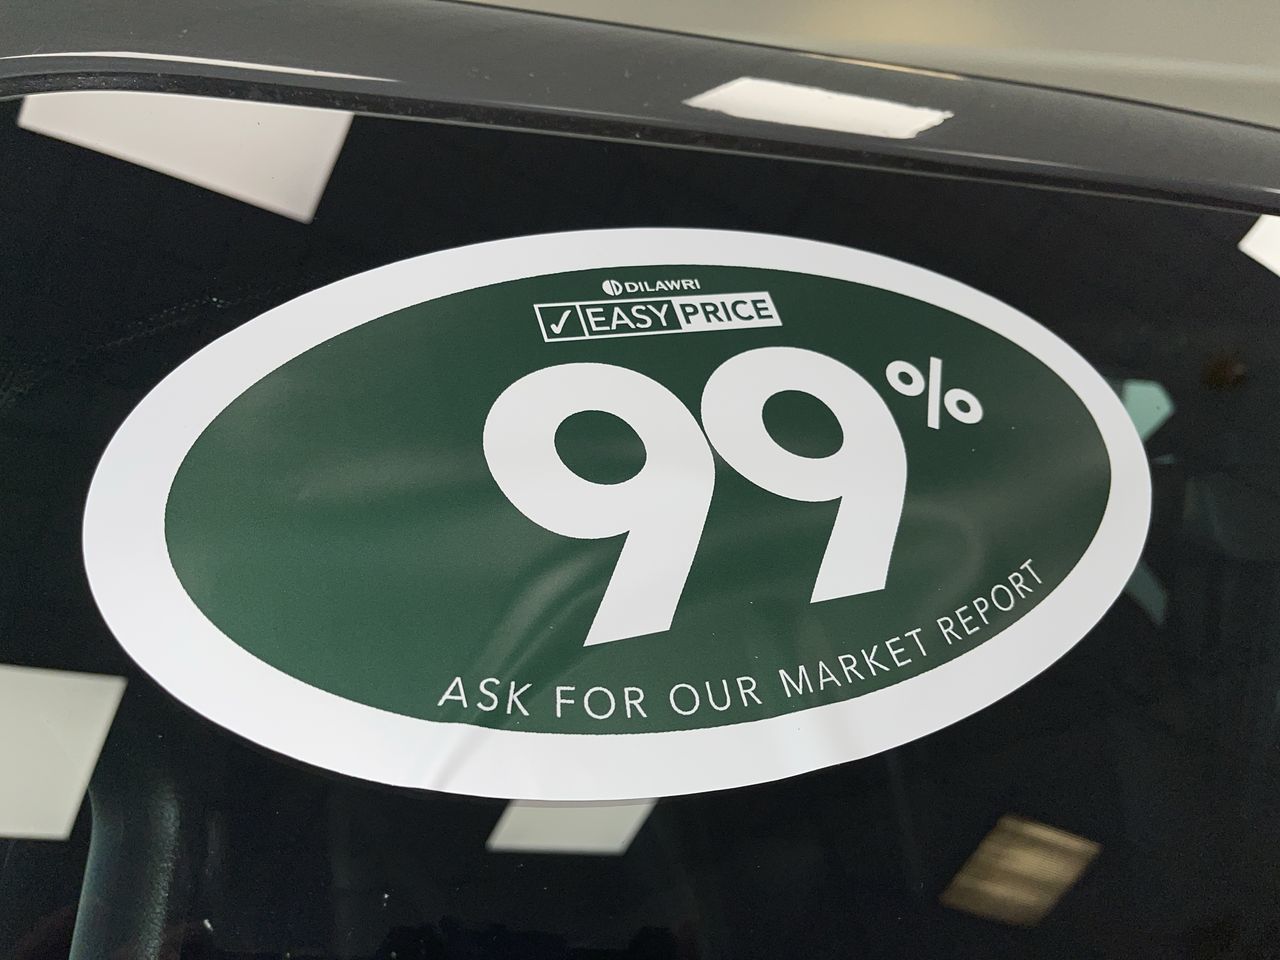 DILAWRI
✓ EASY PRICE
99%
ASK FOR OUR MARKET REPORT